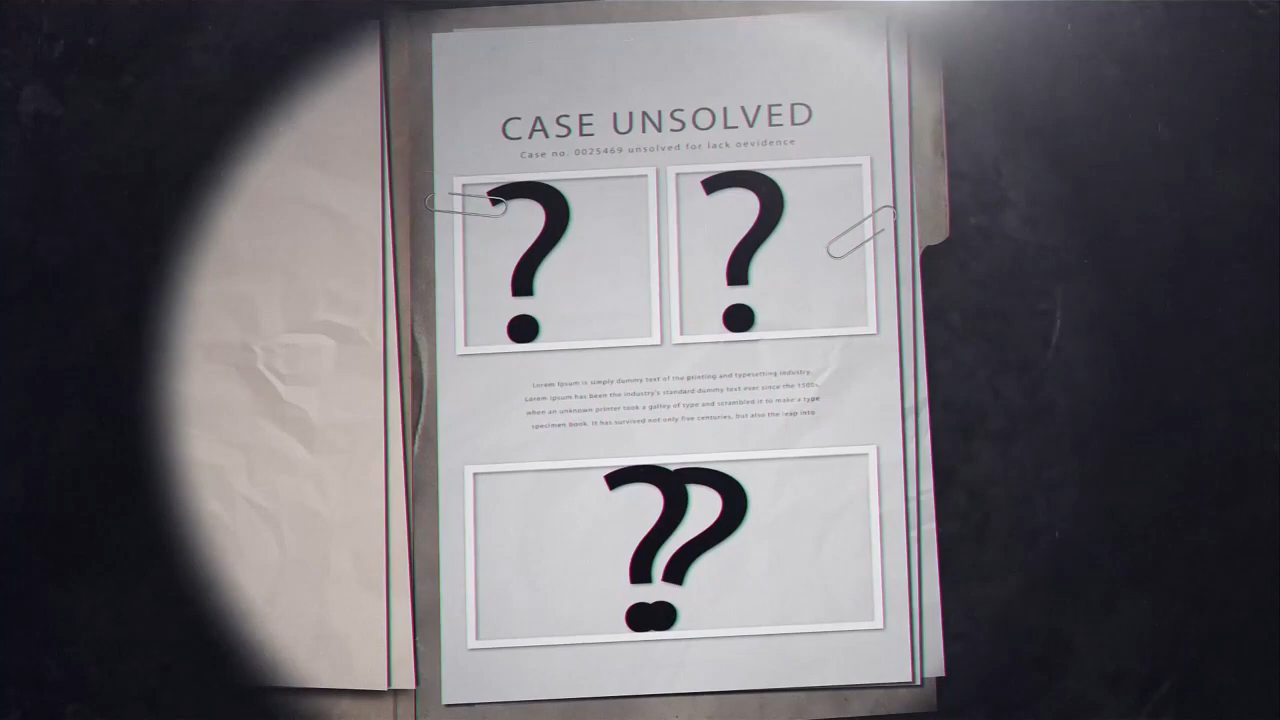 CASE UNSOLVED
Case no. 0025469 unsolved for lack oevidence
? ?
Lorem Ipsum is simply dummy text of the printing and typesetting industry.
Lorem Ipsum has been the industry's standard dummy text ever since the 1500s,
when an unknown printer took a galley of type and scrambled it to make a type
specimen book. It has survived not only five centuries, but also the leap into
??